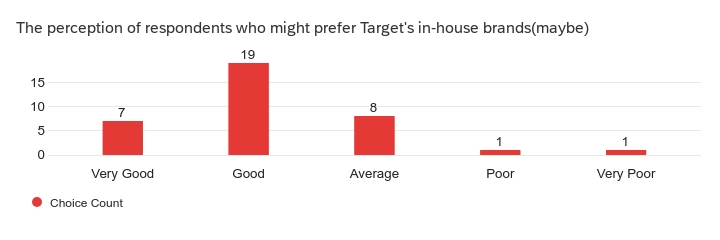 The perception of respondents who might prefer Target's in-house brands(maybe)
19
15
10
8
7
5
1
1
0
Very Good
Good
Average
Poor
Very Poor
Choice Count